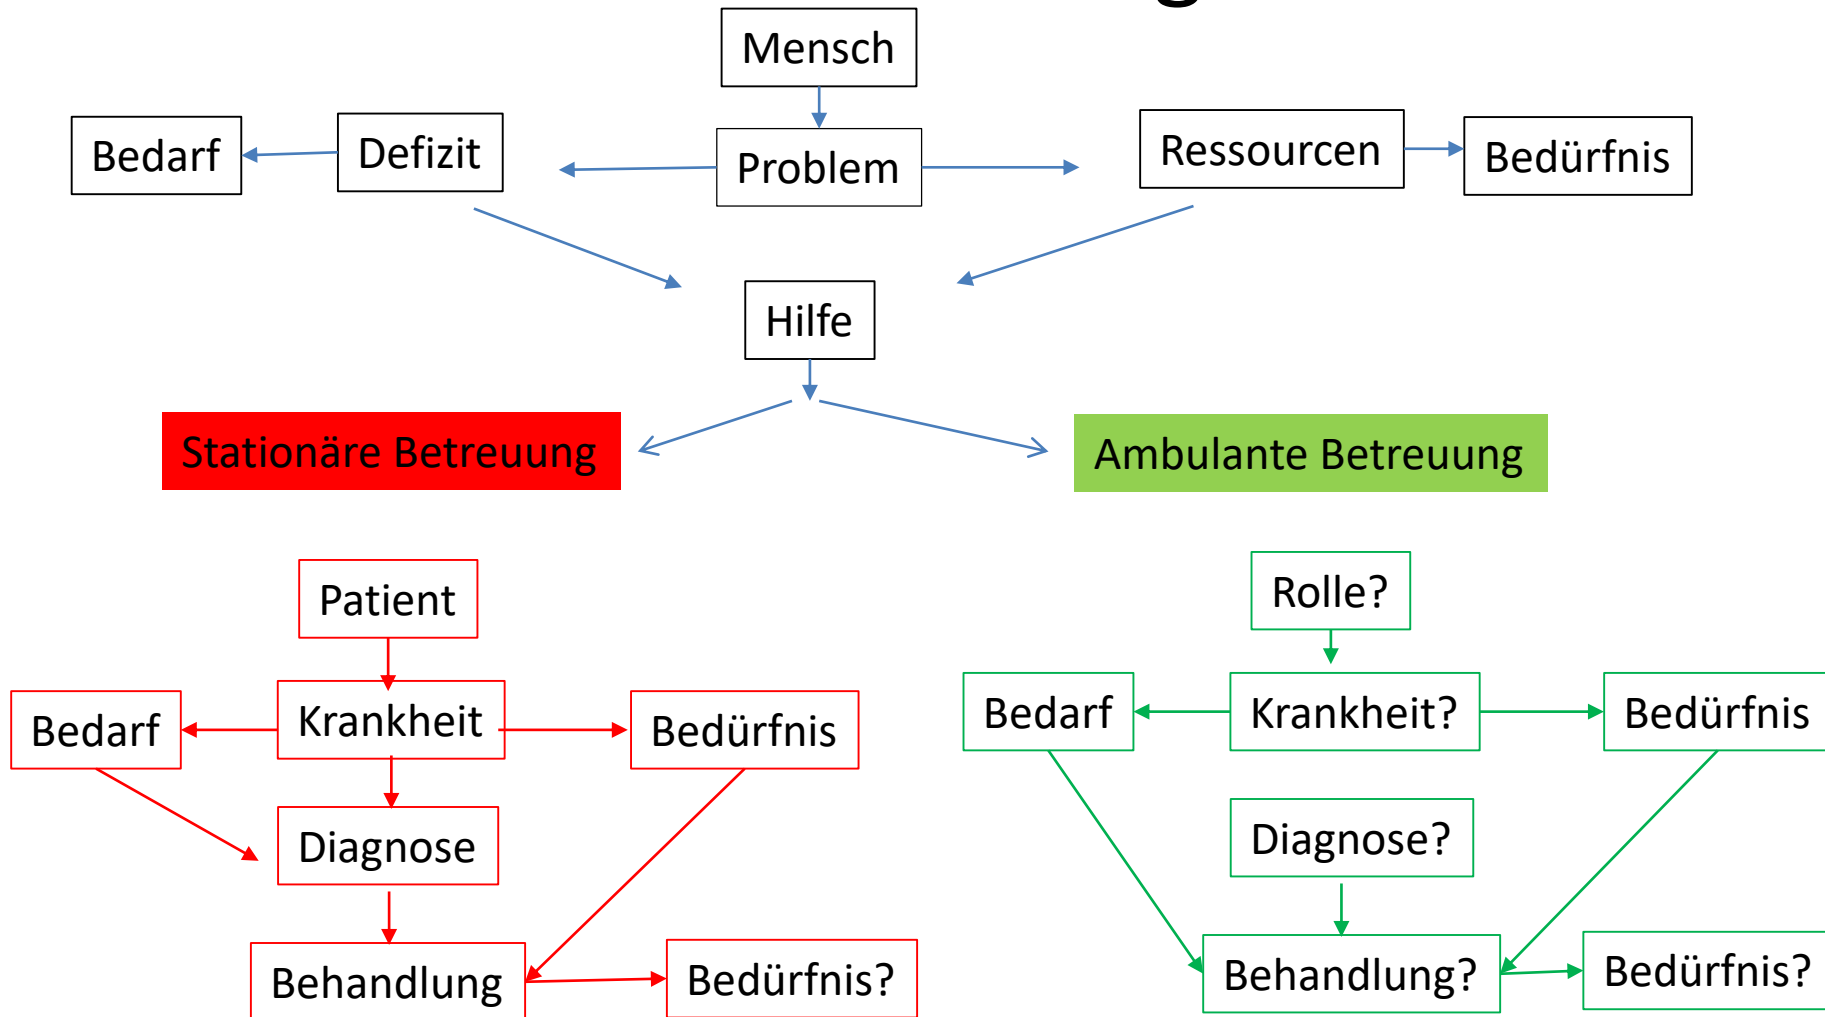 Mensch
Bedarf
Defizit
Problem
Ressourcen
Bedürfnis
Hilfe
Stationäre Betreuung
Ambulante Betreuung
Patient
Bedarf
Krankheit
Bedürfnis
Diagnose
Behandlung
Bedürfnis?
Rolle?
Bedarf
Krankheit?
Bedürfnis
Diagnose?
Behandlung?
Bedürfnis?